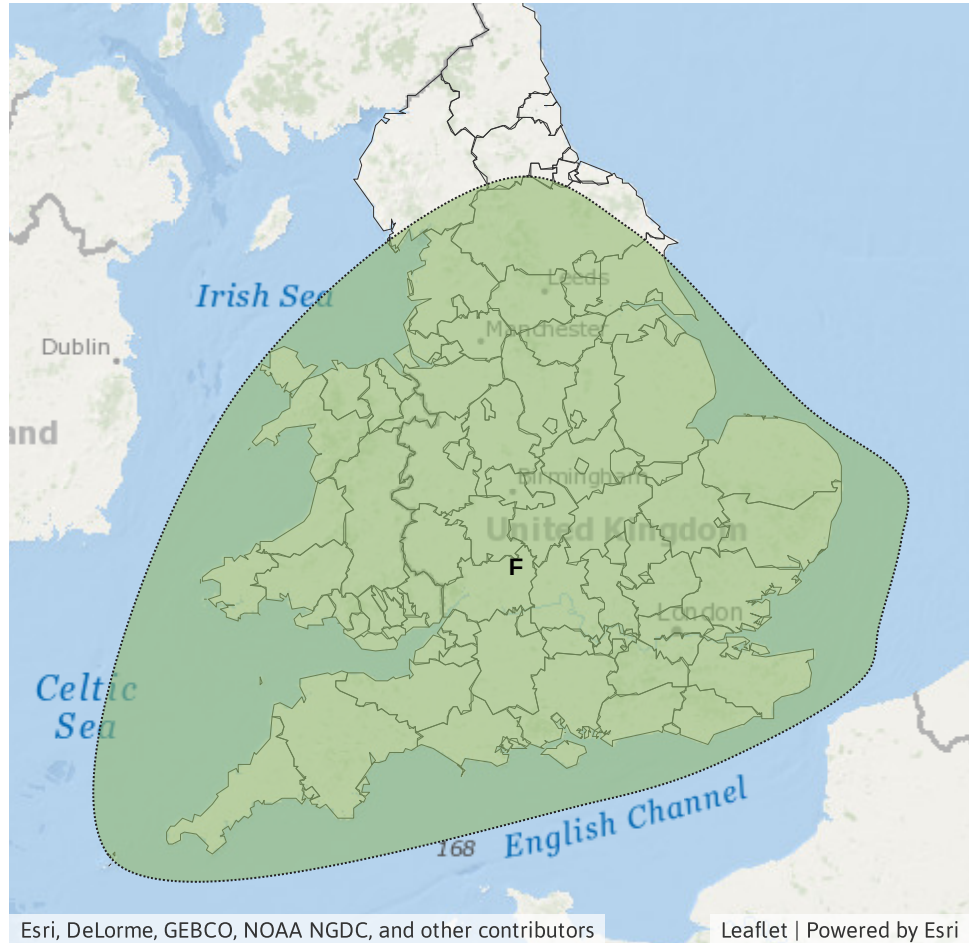 Leeds
Irish Sea
Manchester
Dublin
and
Birmingham
United Kingdom
F
London
Celtic
Sea
English Channel
168
Esri, DeLorme, GEBCO, NOAA NGDC, and other contributors
Leaflet | Powered by Esri